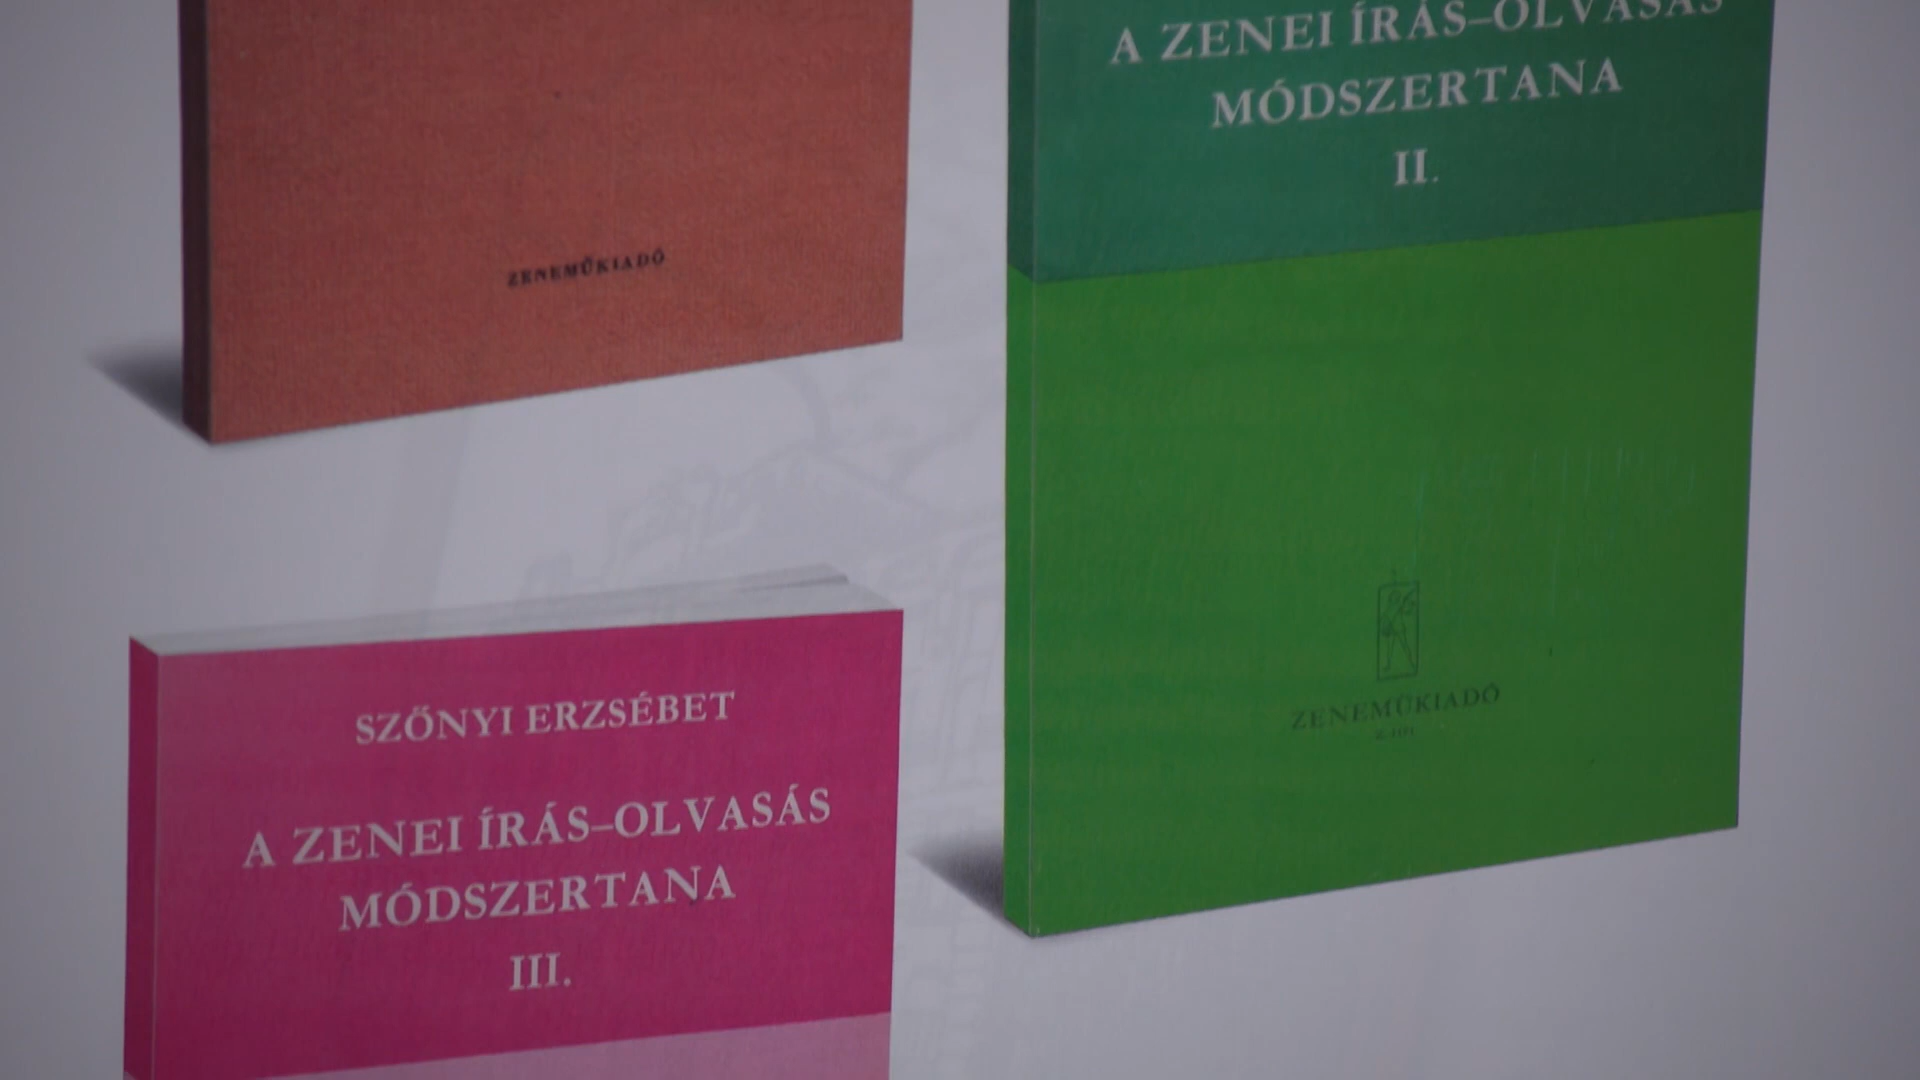 ZENEMŰKIADÓ
A ZENEI ÍRÁS–OLVASÁS
MÓDSZERTANA
II.
ZENEMŰKIADÓ
SZŐNYI ERZSÉBET
A ZENEI ÍRÁS–OLVASÁS
MÓDSZERTANA
III.